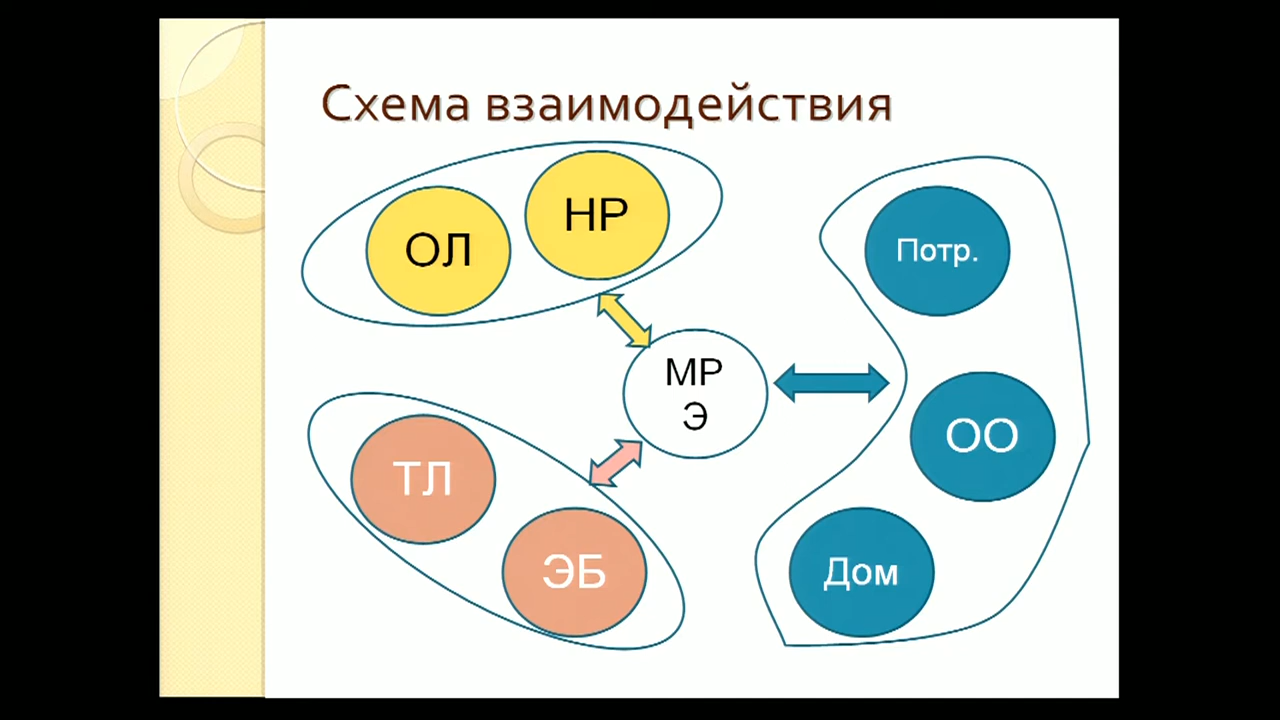 Схема взаимодействия
НР
ОЛ
Потр.
МР
Э
ОО
ТЛ
ЭБ
Дом